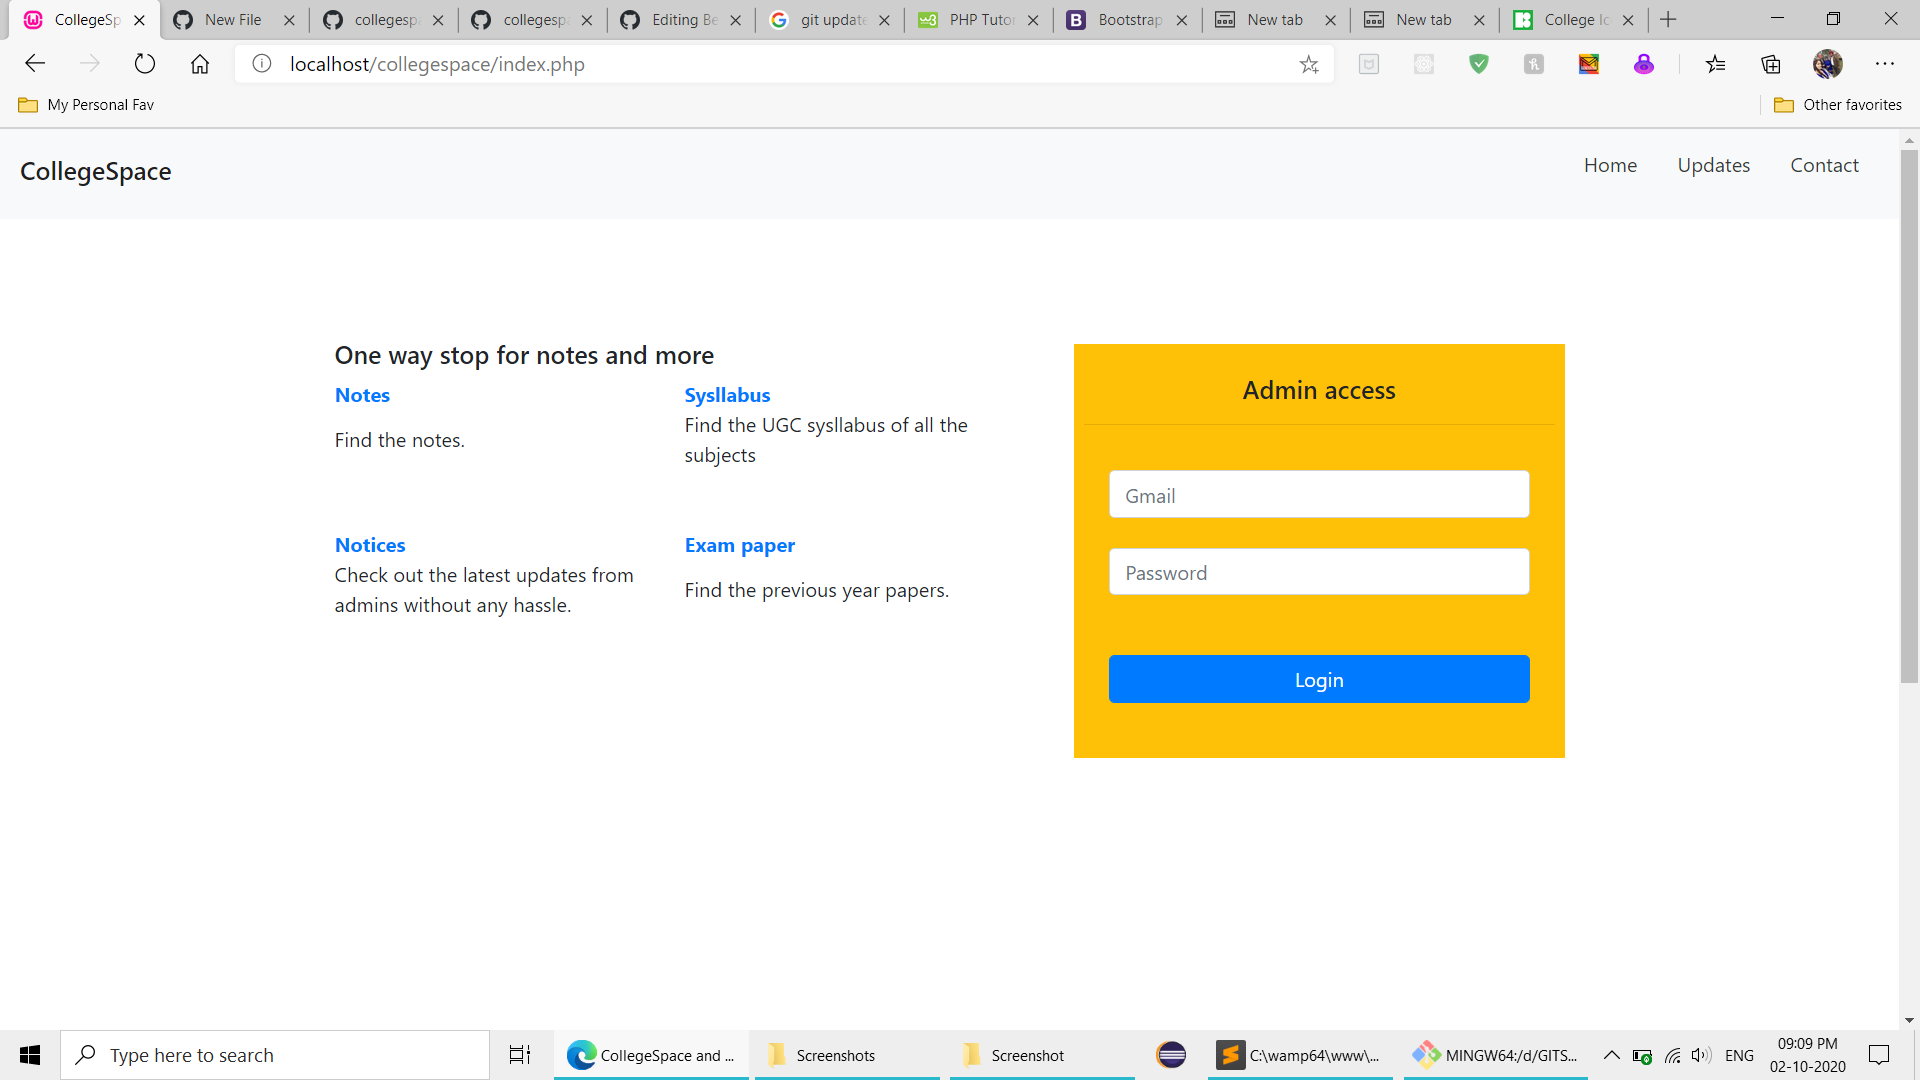 CollegeSp
New File
collegesp
collegesp
Editing Be
git update
PHP Tutor
Bootstrap
New tab
New tab
College Ic
localhost/collegespace/index.php
My Personal Fav
Other favorites
CollegeSpace
Home
Updates
Contact
One way stop for notes and more
Notes
Find the notes.
Sysllabus
Find the UGC sysllabus of all the
subjects
Notices
Check out the latest updates from
admins without any hassle.
Exam paper
Find the previous year papers.
Admin access
Gmail
Password
Login
Type here to search
CollegeSpace and ...
Screenshots
Screenshot
C:\wamp64\www\...
MINGW64:/d/GITS...
ENG
09:09 PM
02-10-2020